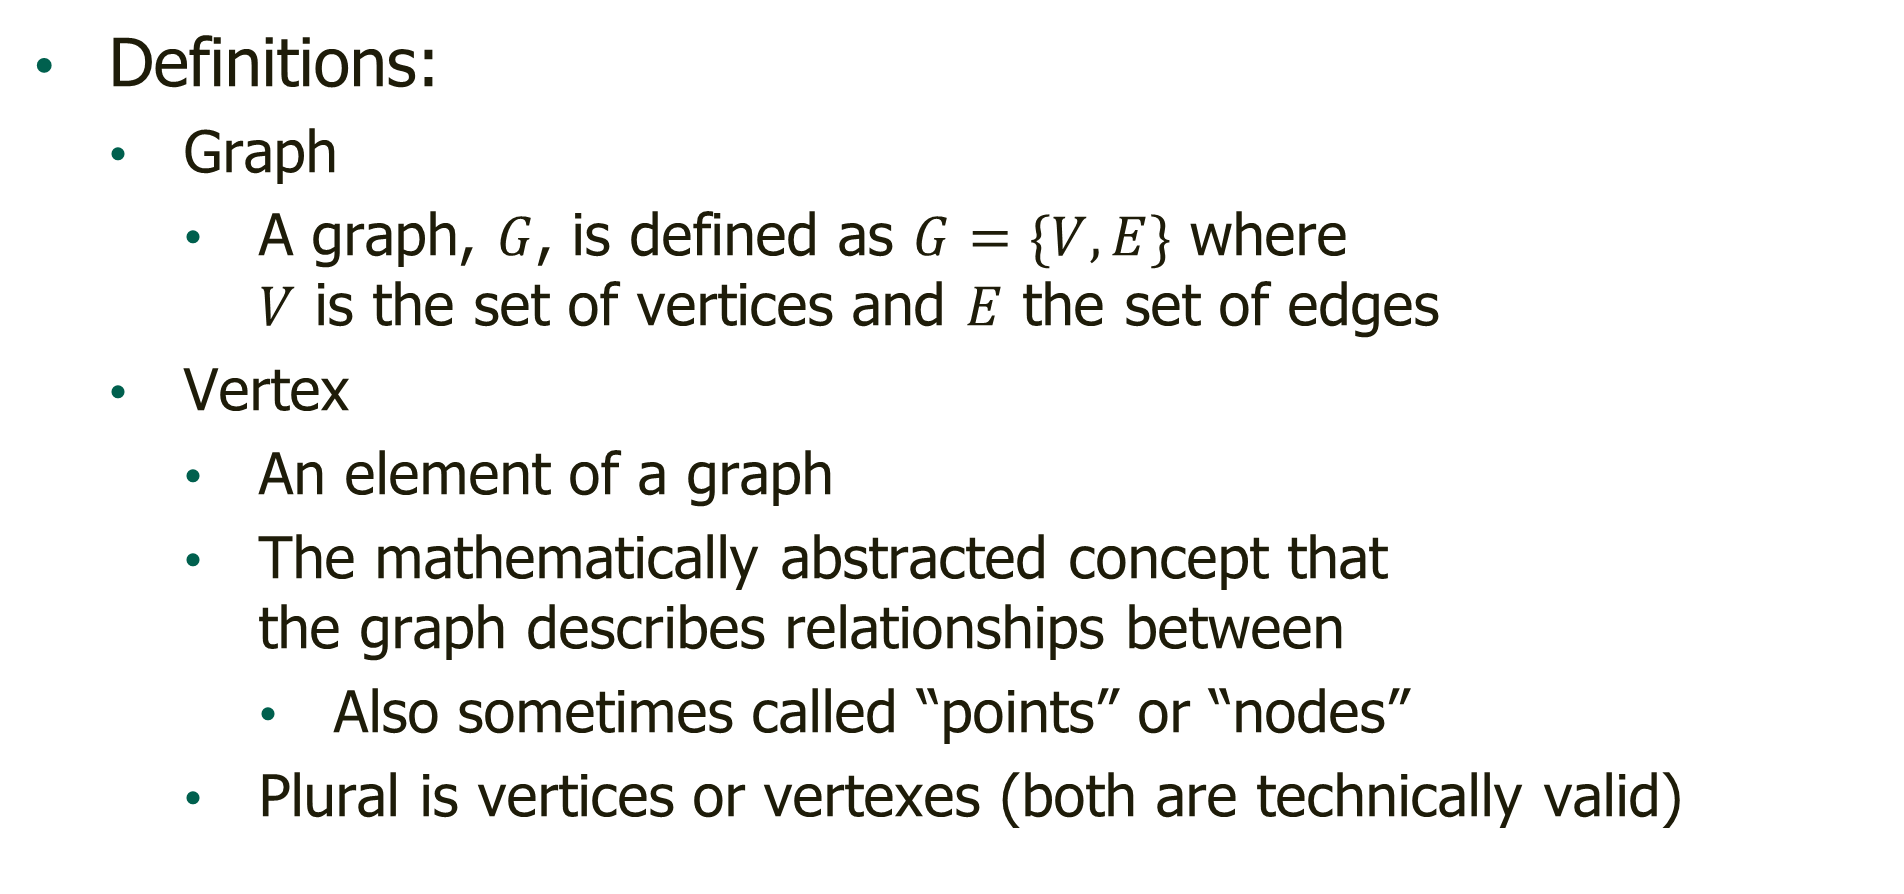 • Definitions:
• Graph
• A graph, G, is defined as G = {V, E} where
V is the set of vertices and E the set of edges
• Vertex
• An element of a graph
• The mathematically abstracted concept that
the graph describes relationships between
• Also sometimes called “points” or “nodes”
• Plural is vertices or vertexes (both are technically valid)